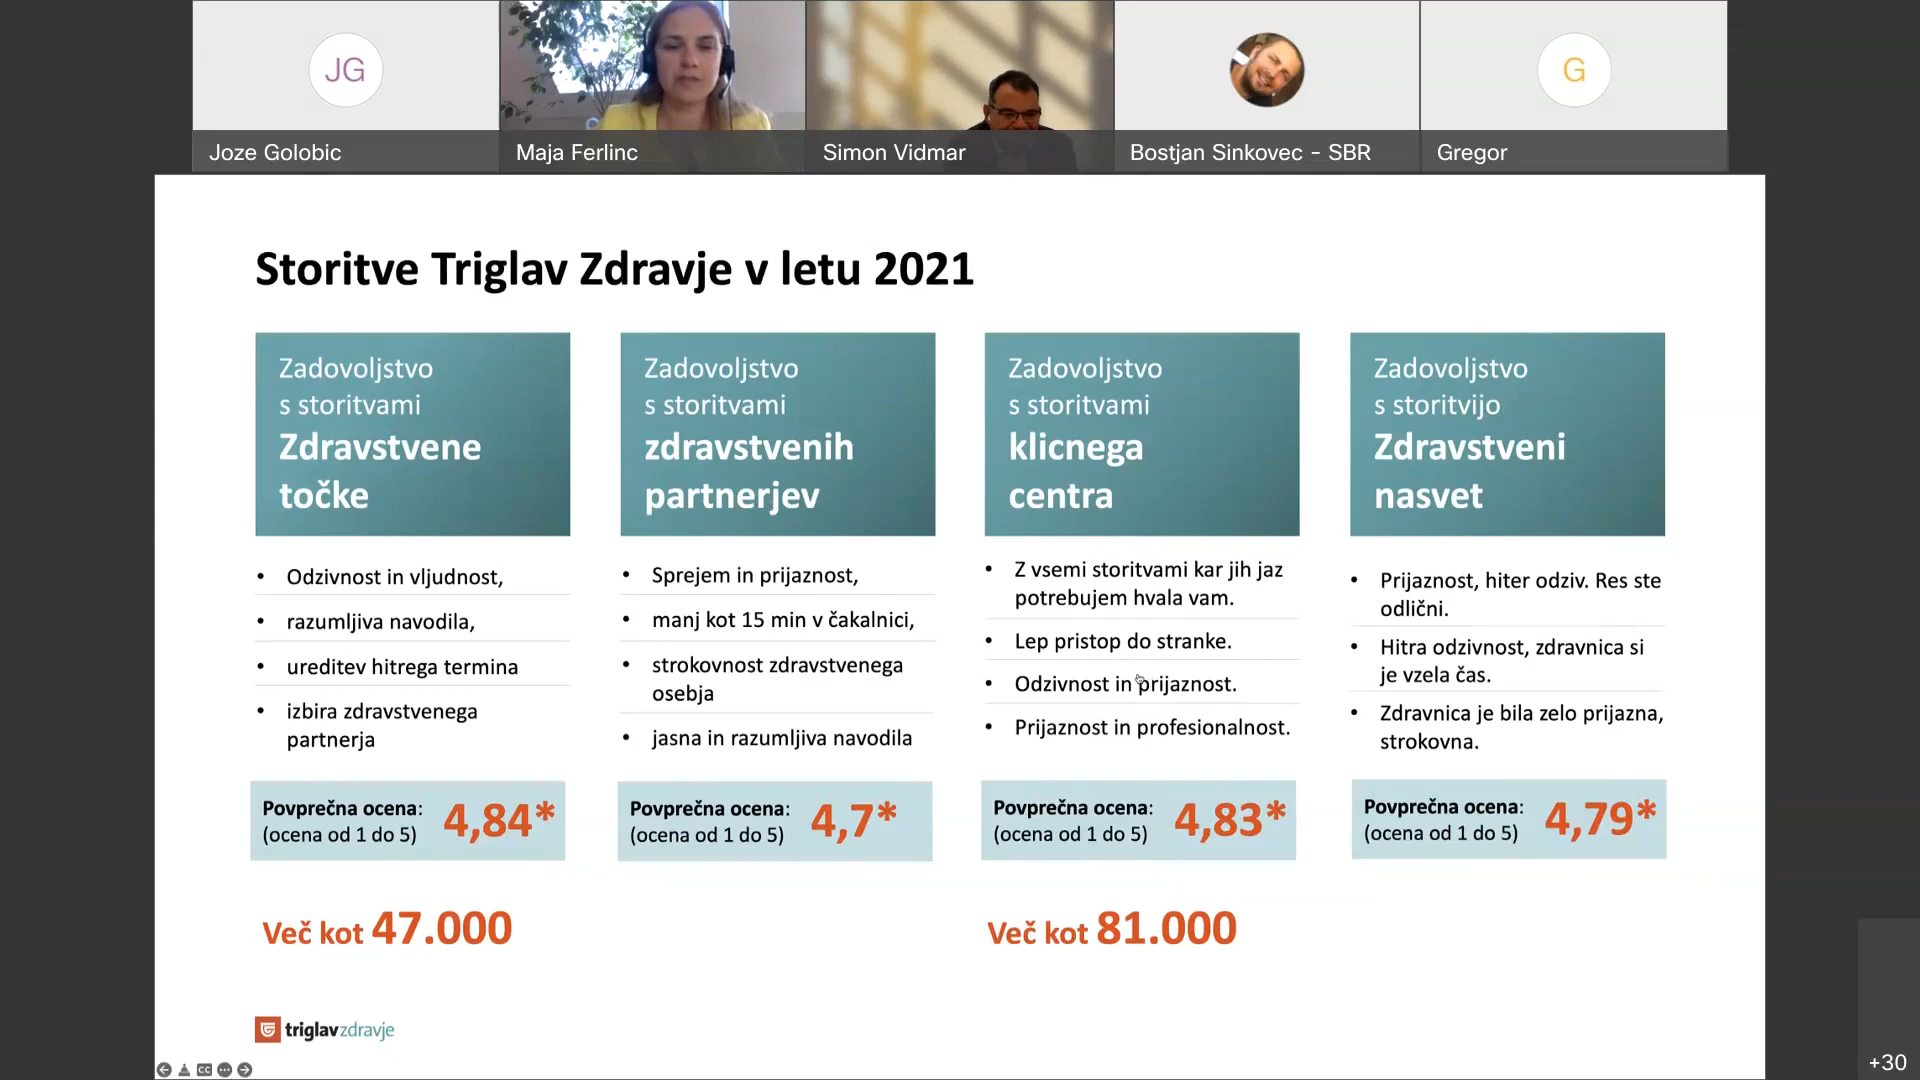 JG
G
Joze Golobic
Maja Ferlinc
Simon Vidmar
Bostjan Sinkovec - SBR
Gregor
Storitve Triglav Zdravje v letu 2021
Zadovoljstvo
s storitvami
Zdravstvene
točke
• Odzivnost in vljudnost,
• razumljiva navodila,
• ureditev hitrega termina
• izbira zdravstvenega
partnerja
Povprečna ocena:
(ocena od 1 do 5)
4,84*
Več kot 47.000
Zadovoljstvo
s storitvami
zdravstvenih
partnerjev
• Sprejem in prijaznost,
• manj kot 15 min v čakalnici,
• strokovnost zdravstvenega
osebja
• jasna in razumljiva navodila
Povprečna ocena:
(ocena od 1 do 5)
4,7*
Zadovoljstvo
s storitvami
klicnega
centra
• Z vsemi storitvami kar jih jaz
potrebujem hvala vam.
• Lep pristop do stranke.
• Odzivnost in prijaznost.
• Prijaznost in profesionalnost.
Povprečna ocena:
(ocena od 1 do 5)
4,83*
Več kot 81.000
Zadovoljstvo
s storitvijo
Zdravstveni
nasvet
• Prijaznost, hiter odziv. Res ste
odlični.
• Hitra odzivnost, zdravnica si
je vzela čas.
• Zdravnica je bila zelo prijazna,
strokovna.
Povprečna ocena:
(ocena od 1 do 5)
4,79*
triglavzdravje
CC
+30